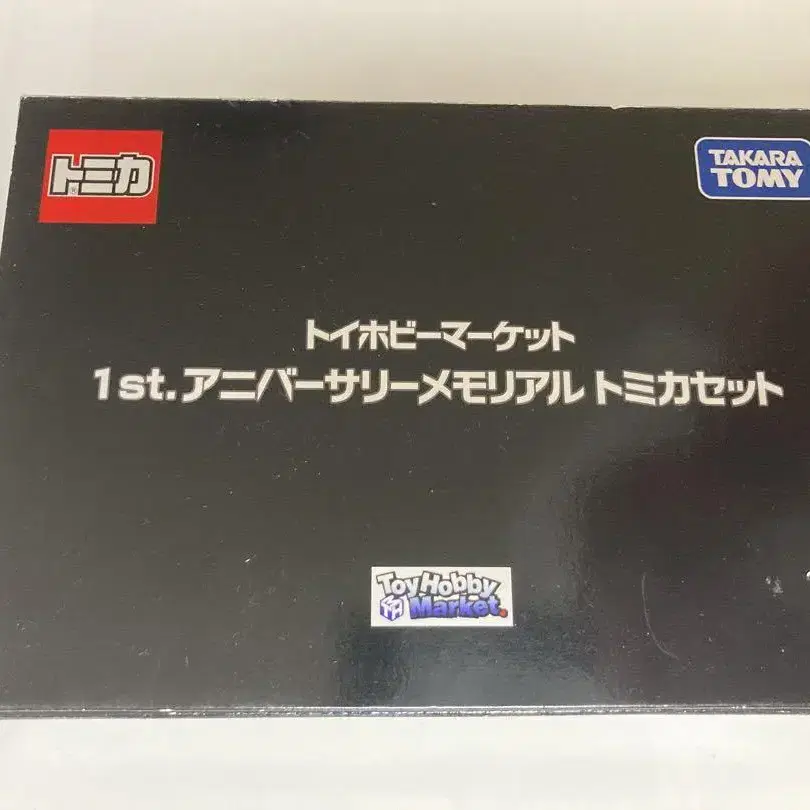 トミカ
TAKARA
TOMY
トイホビーマーケット
1st.アニバーサリーメモリアル トミカセット
ToyHobby
Market.